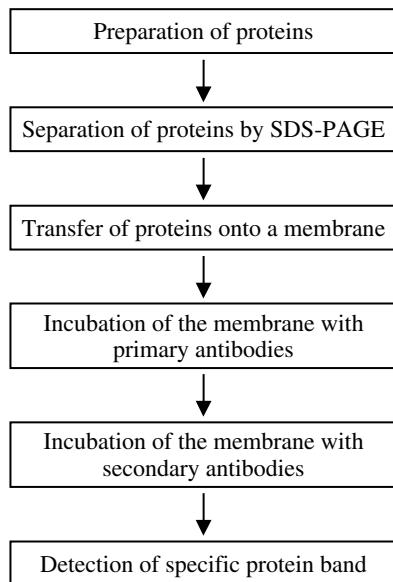 Preparation of proteins
Separation of proteins by SDS-PAGE
Transfer of proteins onto a membrane
Incubation of the membrane with
primary antibodies
Incubation of the membrane with
secondary antibodies
Detection of specific protein band